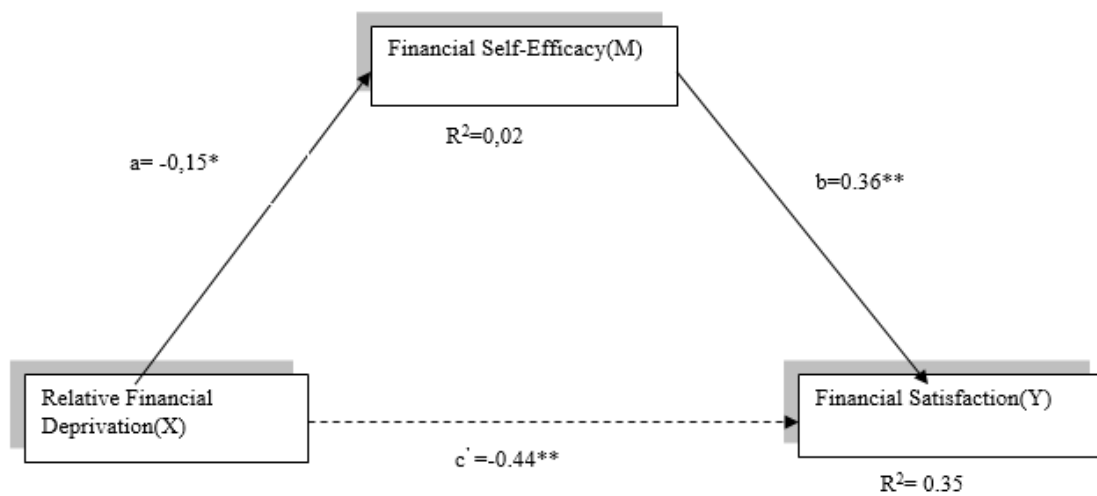 Financial Self-Efficacy(M)
R²=0,02
a= -0,15*
b=0.36**
Relative Financial
Deprivation(X)
Financial Satisfaction(Y)
c'=-0.44**
R²= 0.35